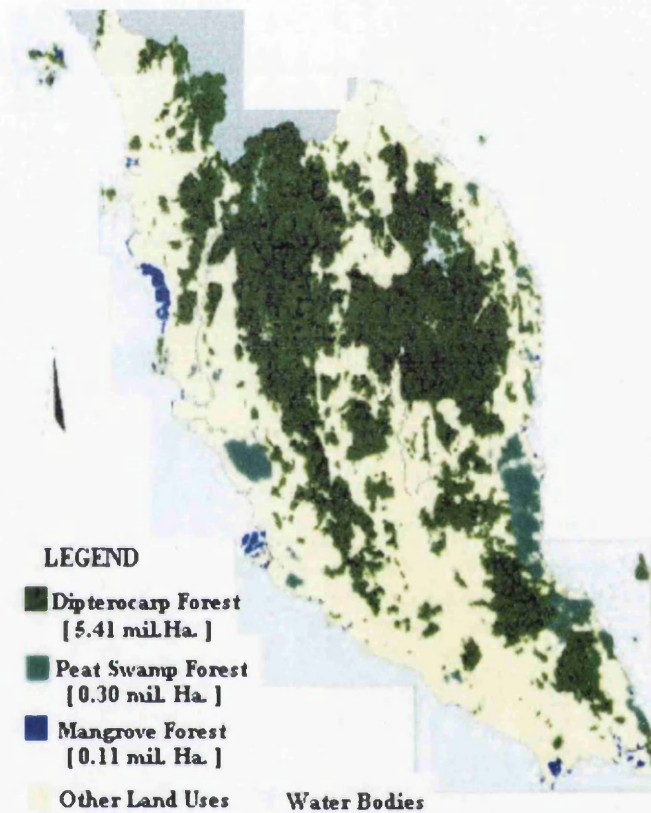 LEGEND
Dipterocarp Forest
[ 5.41 mil.Ha. ]
Peat Swamp Forest
[ 0.30 mil. Ha. ]
Mangrove Forest
[ 0.11 mil. Ha. ]
Other Land Uses Water Bodies